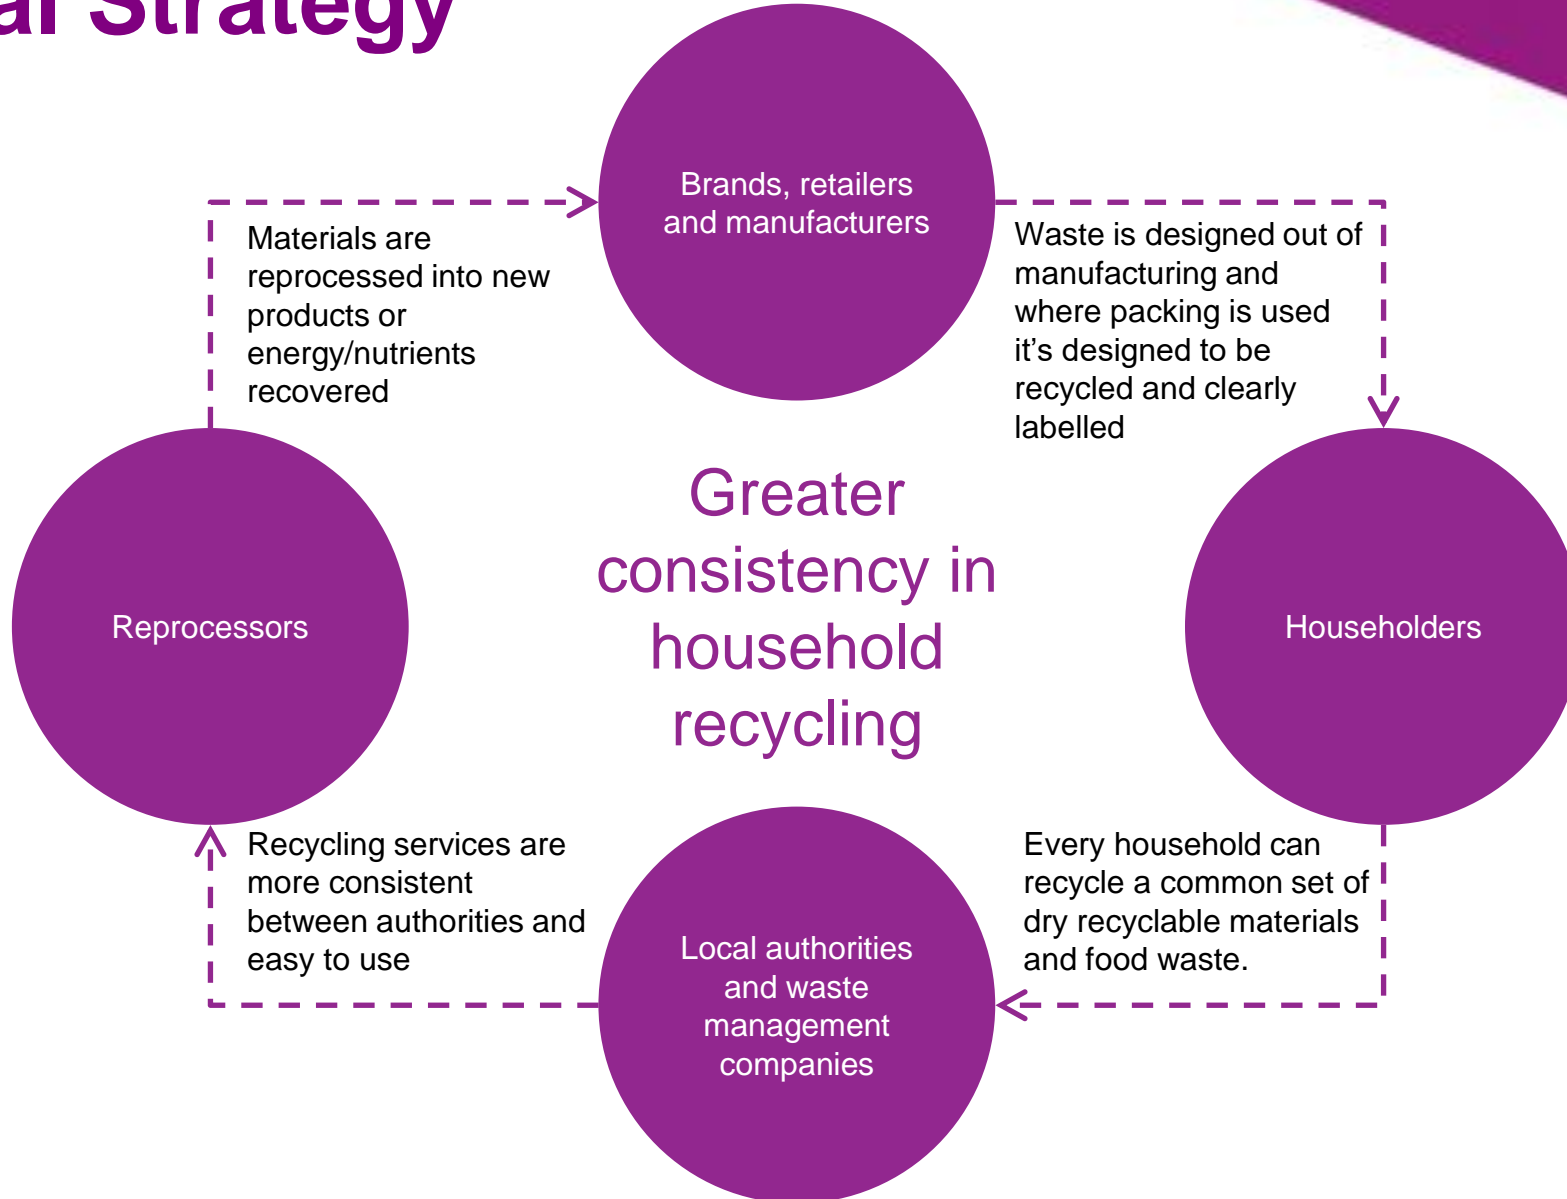 al Strategy
Brands, retailers
and manufacturers
Materials are
reprocessed into new
products or
energy/nutrients
recovered
Waste is designed out of
manufacturing and
where packing is used
it’s designed to be
recycled and clearly
labelled
Greater
consistency in
household
recycling
Reprocessors
Householders
Recycling services are
more consistent
between authorities and
easy to use
Every household can
recycle a common set of
dry recyclable materials
and food waste.
Local authorities
and waste
management
companies